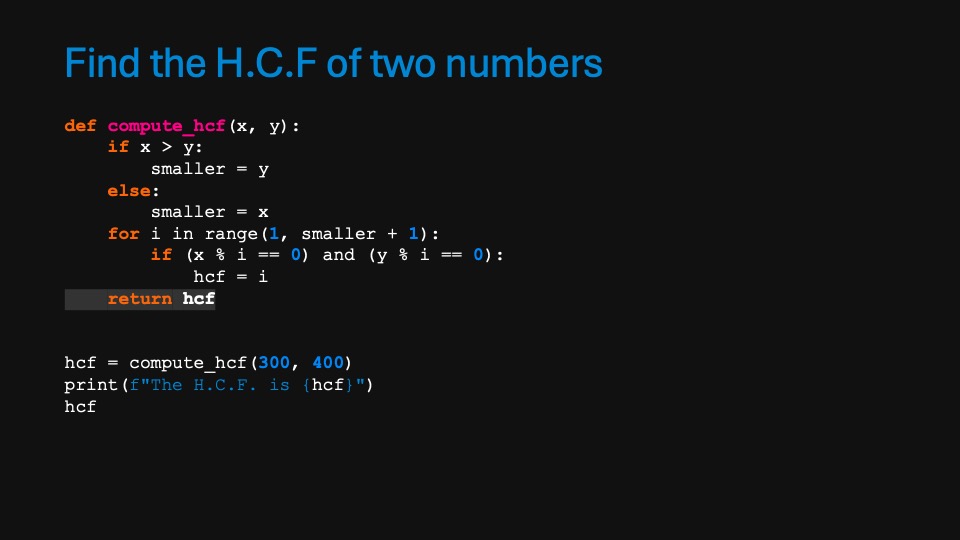 Find the H.C.F of two numbers
def compute_hcf(x, y):
    if x > y:
        smaller = y
    else:
        smaller = x
    for i in range(1, smaller + 1):
        if (x % i == 0) and (y % i == 0):
            hcf = i
    return hcf
hcf = compute_hcf(300, 400)
print(f"The H.C.F. is {hcf}")
hcf